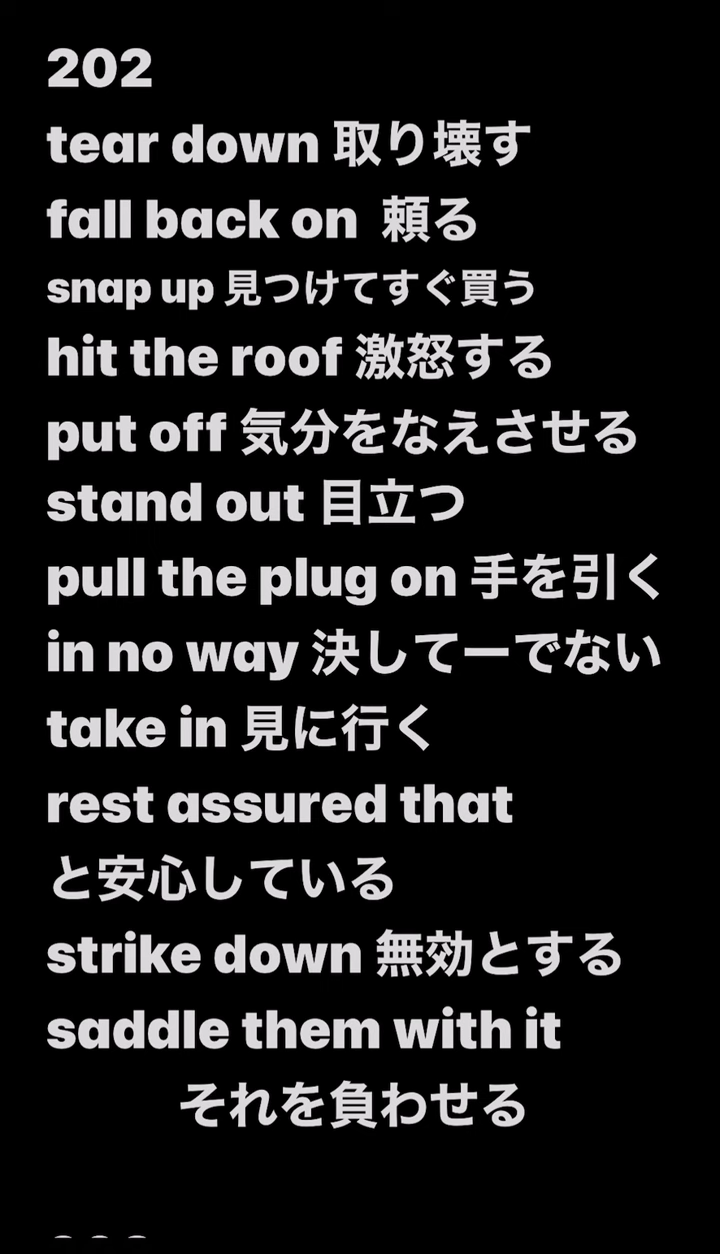 202
tear down 取り壊す
fall back on 頼る
snap up 見つけてすぐ買う
hit the roof 激怒する
put off 気分をなえさせる
stand out 目立つ
pull the plug on 手を引く
in no way 決してーでない
take in 見に行く
rest assured that
と安心している
strike down 無効とする
saddle them with it
それを負わせる